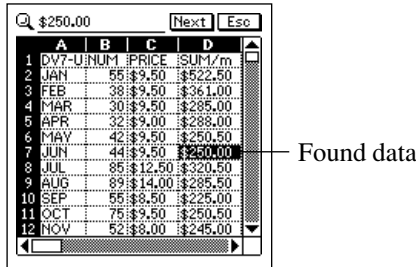 $250.00 Next Esc
A B C D
1 DV7-U NUM PRICE SUM/m
2 JAN 55 $9.50 $522.50
3 FEB 38 $9.50 $361.00
4 MAR 30 $9.50 $285.00
5 APR 32 $9.00 $288.00
6 MAY 42 $9.50 $250.50
7 JUN 44 $9.50 $250.00
8 JUL 85 $12.50 $320.50
9 AUG 89 $14.00 $285.50
10 SEP 55 $8.50 $225.00
11 OCT 75 $9.50 $250.50
12 NOV 52 $8.00 $245.00
Found data